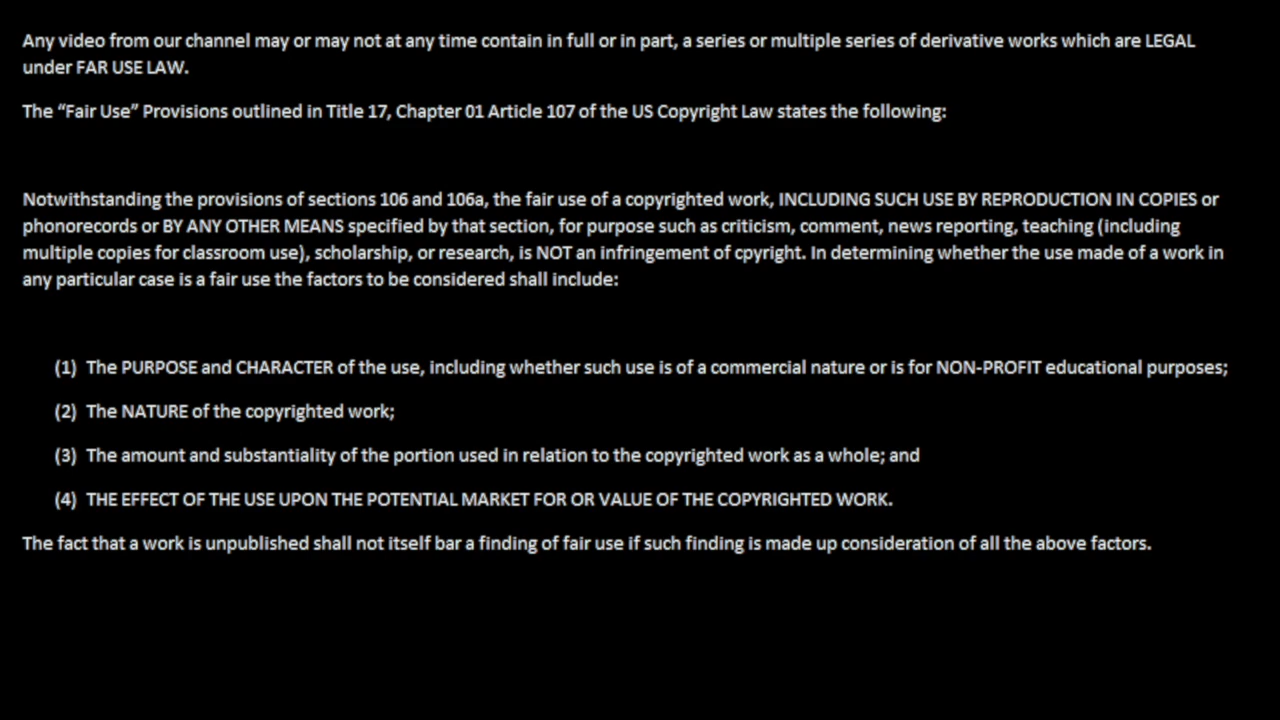 Any video from our channel may or may not at any time contain in full or in part, a series or multiple series of derivative works which are LEGAL
under FAR USE LAW.
The “Fair Use” Provisions outlined in Title 17, Chapter 01 Article 107 of the US Copyright Law states the following:
Notwithstanding the provisions of sections 106 and 106a, the fair use of a copyrighted work, INCLUDING SUCH USE BY REPRODUCTION IN COPIES or
phonorecords or BY ANY OTHER MEANS specified by that section, for purpose such as criticism, comment, news reporting, teaching (including
multiple copies for classroom use), scholarship, or research, is NOT an infringement of cpyright. In determining whether the use made of a work in
any particular case is a fair use the factors to be considered shall include:
(1) The PURPOSE and CHARACTER of the use, including whether such use is of a commercial nature or is for NON-PROFIT educational purposes;
(2) The NATURE of the copyrighted work;
(3) The amount and substantiality of the portion used in relation to the copyrighted work as a whole; and
(4) THE EFFECT OF THE USE UPON THE POTENTIAL MARKET FOR OR VALUE OF THE COPYRIGHTED WORK.
The fact that a work is unpublished shall not itself bar a finding of fair use if such finding is made up consideration of all the above factors.